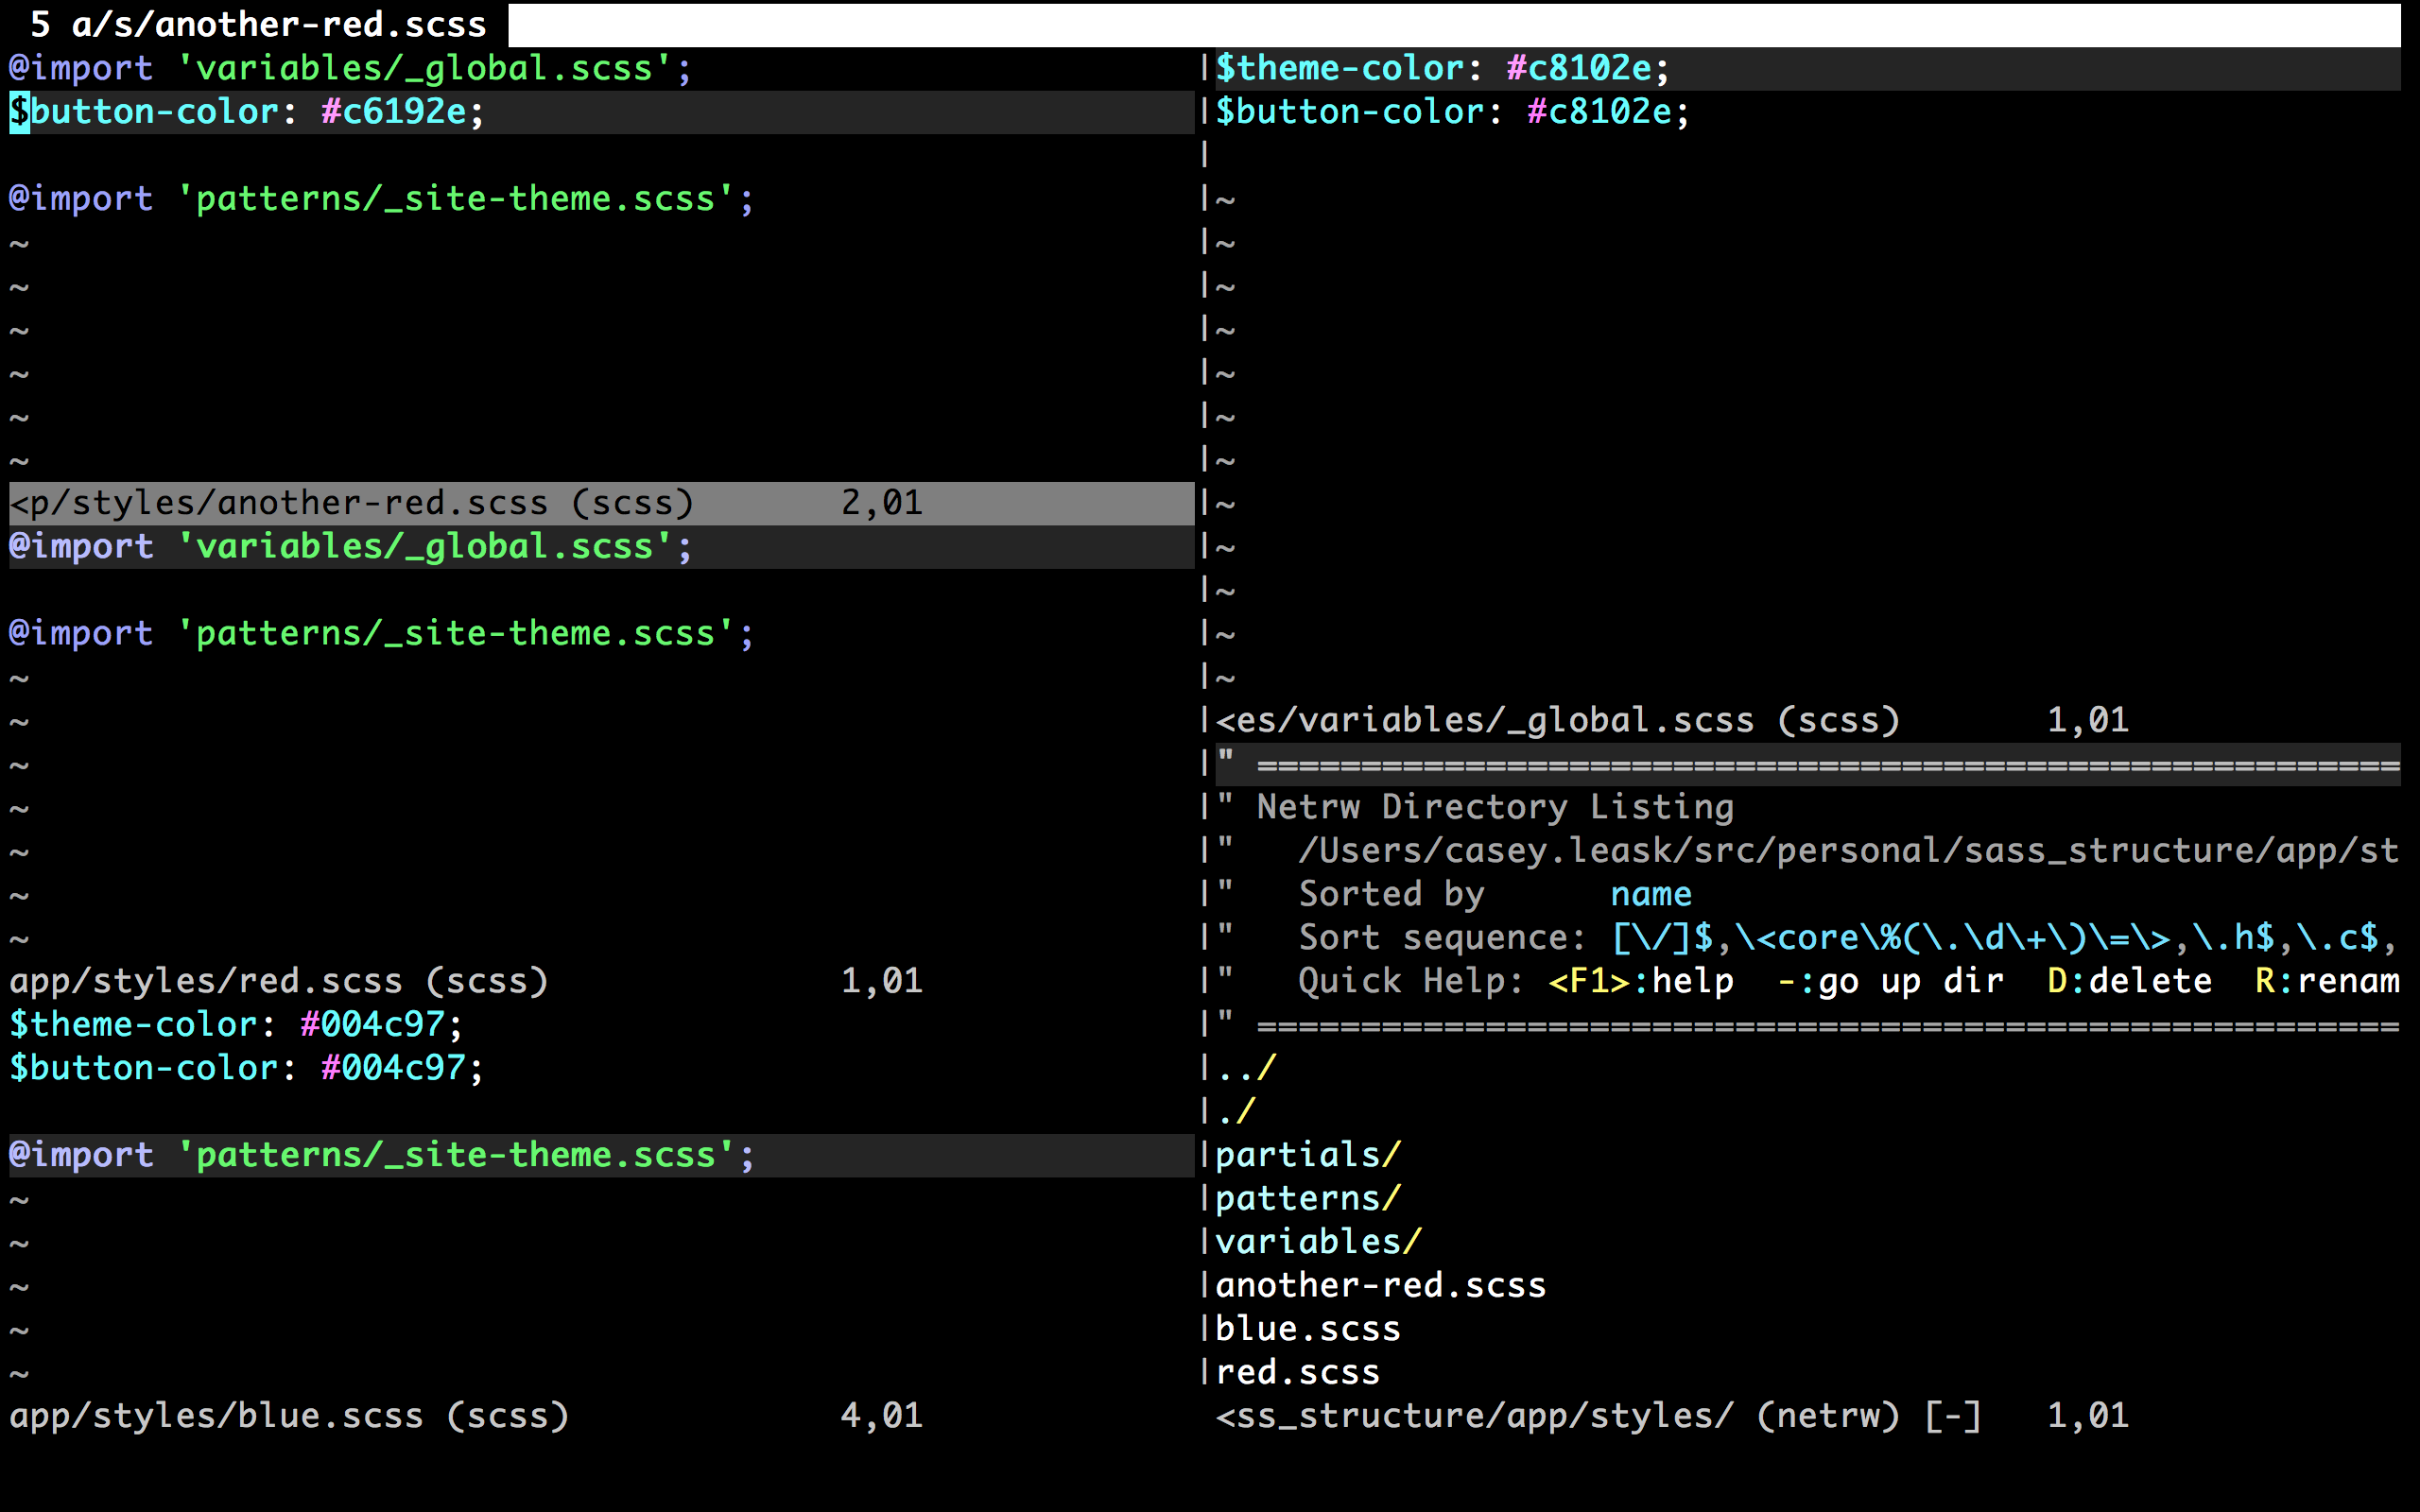 5 a/s/another-red.scss
@import 'variables/_global.scss';
$button-color: #c6192e;
@import 'patterns/_site-theme.scss';
~
~
~
~
~
~
<p/styles/another-red.scss (scss) 2,01
@import 'variables/_global.scss';
@import 'patterns/_site-theme.scss';
~
~
~
~
~
~
~
app/styles/red.scss (scss) 1,01
$theme-color: #004c97;
$button-color: #004c97;
@import 'patterns/_site-theme.scss';
~
~
~
~
~
app/styles/blue.scss (scss) 4,01
|$theme-color: #c8102e;
|$button-color: #c8102e;
|
|~
|~
|~
|~
|~
|~
|~
|~
|~
|~
|~
|~
|<es/variables/_global.scss (scss) 1,01
|" =======================================================
|" Netrw Directory Listing
|"   /Users/casey.leask/src/personal/sass_structure/app/st
|"   Sorted by      name
|"   Sort sequence: [\/]$,\<core\%(\.\d\+\)\=\>,\.h$,\.c$,
|"   Quick Help: <F1>:help  -:go up dir  D:delete  R:renam
|" =======================================================
|../
|./
|partials/
|patterns/
|variables/
|another-red.scss
|blue.scss
|red.scss
<ss_structure/app/styles/ (netrw) [-] 1,01